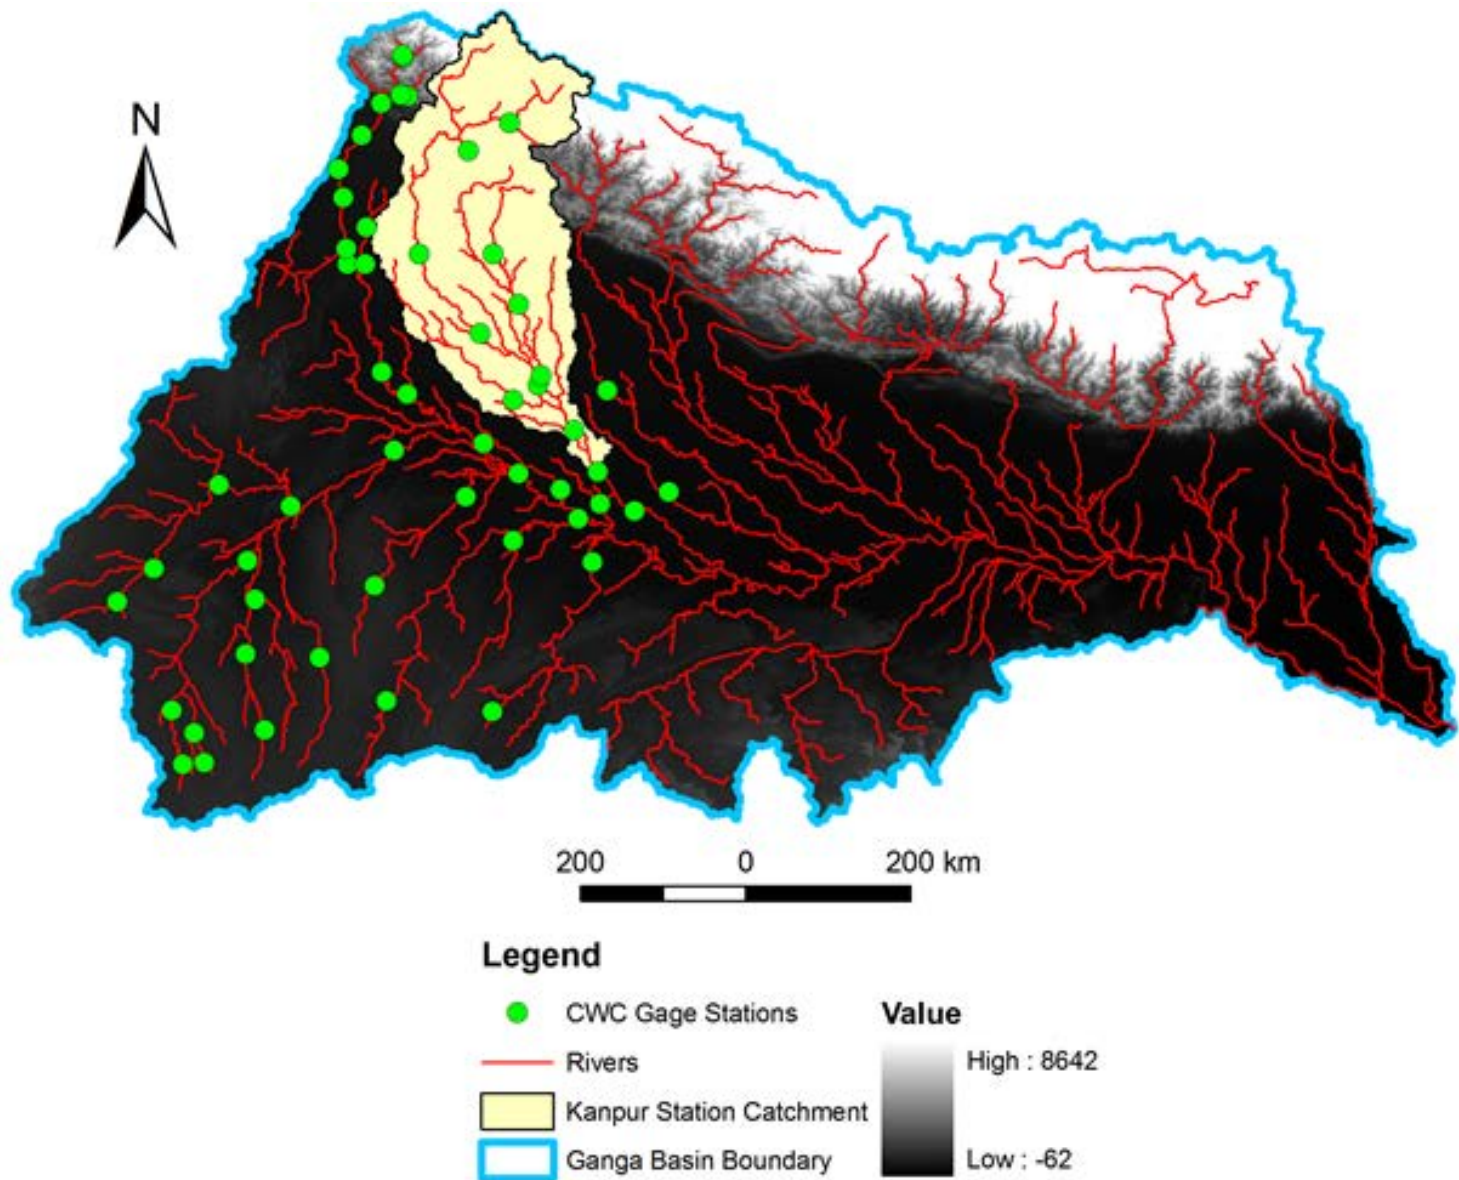 N
200 0 200 km
Legend
CWC Gage Stations
Rivers
Kanpur Station Catchment
Ganga Basin Boundary
Value
High : 8642
Low : -62